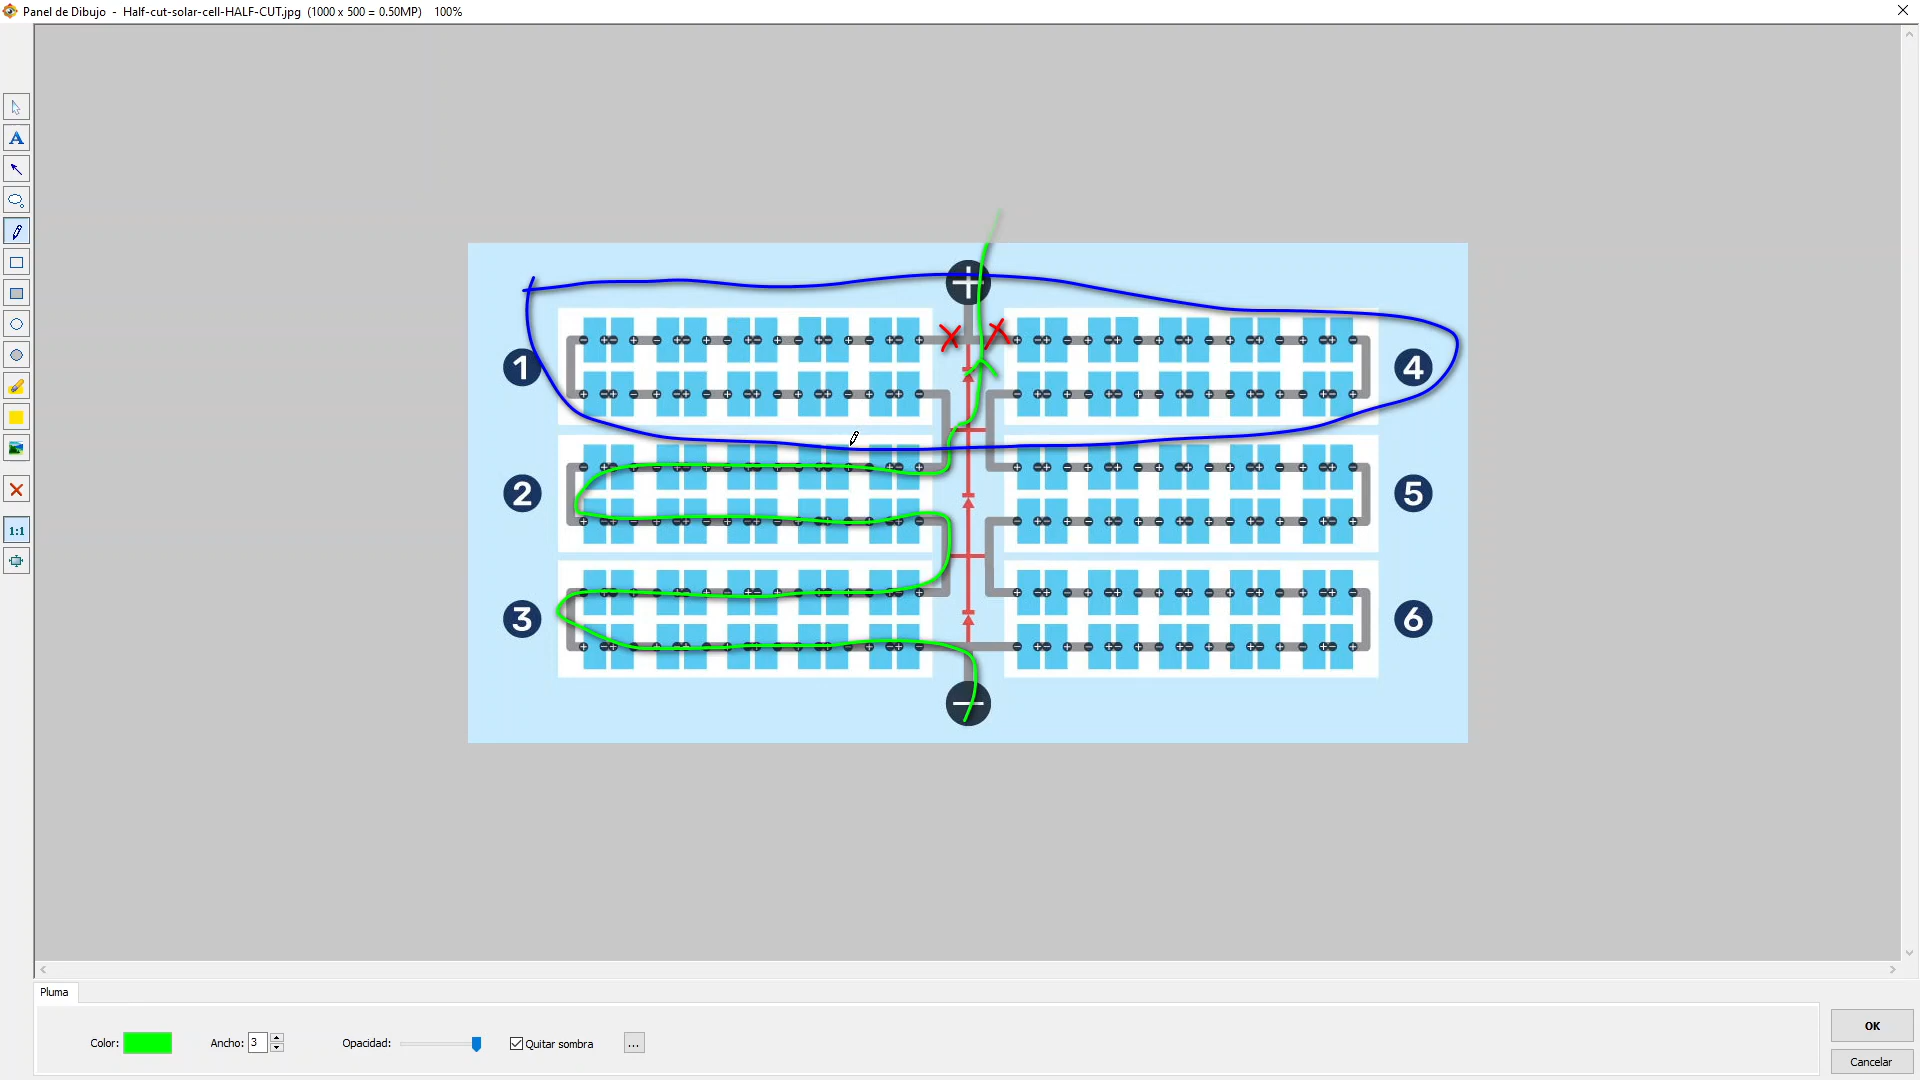 Panel de Dibujo - Half-cut-solar-cell-HALF-CUT.jpg (1000 x 500 = 0.50MP) 100%
A
1:1
+
1
4
2
5
3
6
−
Pluma
Color:
Ancho: 3
Opacidad:
Quitar sombra
...
OK
Cancelar